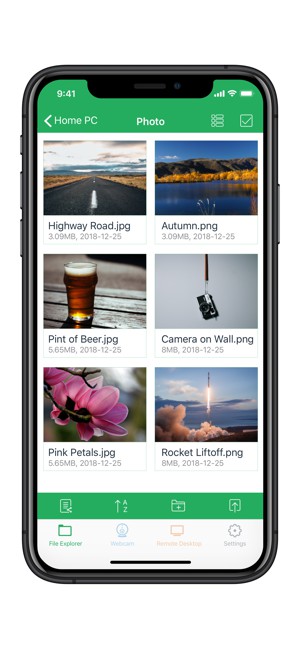 9:41
Home PC
Photo
Highway Road.jpg
3.09MB, 2018-12-25
Autumn.png
3.09MB, 2018-12-25
Pint of Beer.jpg
5.65MB, 2018-12-25
Camera on Wall.png
8MB, 2018-12-25
Pink Petals.jpg
5.65MB, 2018-12-25
Rocket Liftoff.png
8MB, 2018-12-25
A
Z
File Explorer
Webcam
Remote Desktop
Settings